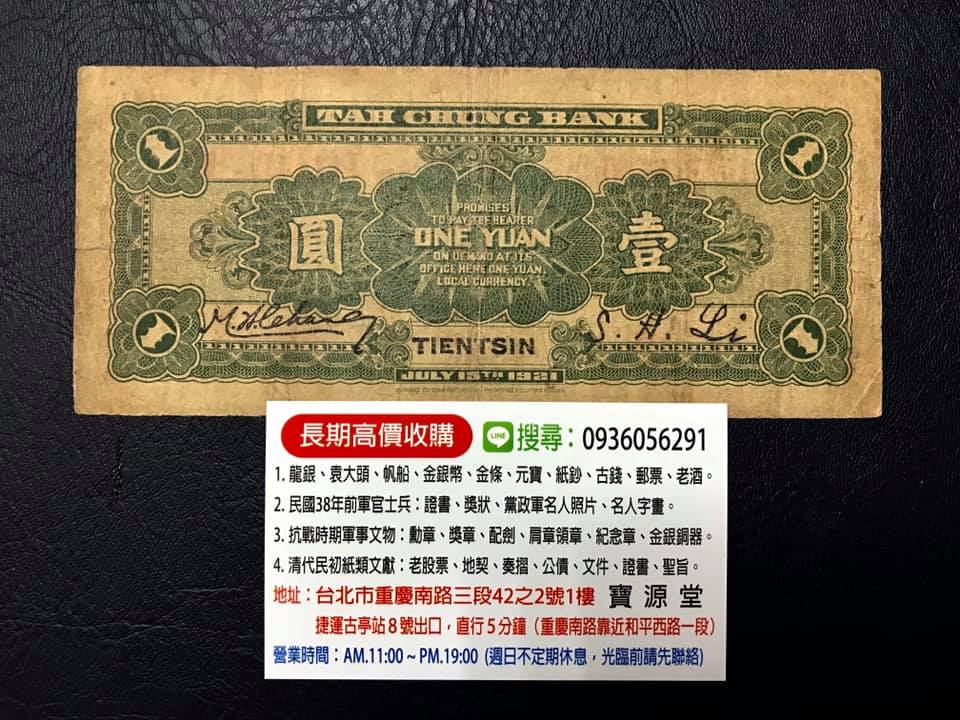 TAH CHUNG BANK
PROMISES
TO PAY THE BEARER
ONE YUAN
ON DEMAND AT ITS
OFFICE HERE ONE YUAN,
LOCAL CURRENCY
圓 壹
S. H. Li
TIENTSIN
JULY 15TH 1921
長期高價收購 LINE 搜尋：0936056291
1. 龍銀、袁大頭、帆船、金銀幣、金條、元寶、紙鈔、古錢、郵票、老酒。
2. 民國38年前軍官士兵：證書、獎狀、黨政軍名人照片、名人字畫。
3. 抗戰時期軍事文物：勳章、獎章、配劍、肩章領章、紀念章、金銀銅器。
4. 清代民初紙類文獻：老股票、地契、奏摺、公債、文件、證書、聖旨。
地址：台北市重慶南路三段42之2號1樓 寶源堂
捷運古亭站8號出口，直行5分鐘（重慶南路靠近和平西路一段）
營業時間：AM.11:00 ~ PM.19:00 (週日不定期休息，光臨前請先聯絡)